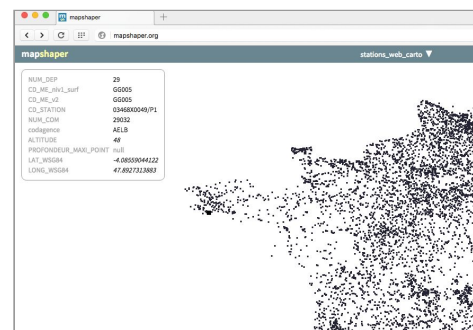 mapshaper
mapshaper.org
mapshaper
stations_web_carto ▼
NUM_DEP 29
CD_ME_niv1_surf GG005
CD_ME_v2 GG005
CD_STATION 03468X0049/P1
NUM_COM 29032
codagence AELB
ALTITUDE 48
PROFONDEUR_MAXI_POINT null
LAT_WSG84 -4.08559044122
LONG_WSG84 47.8927313883